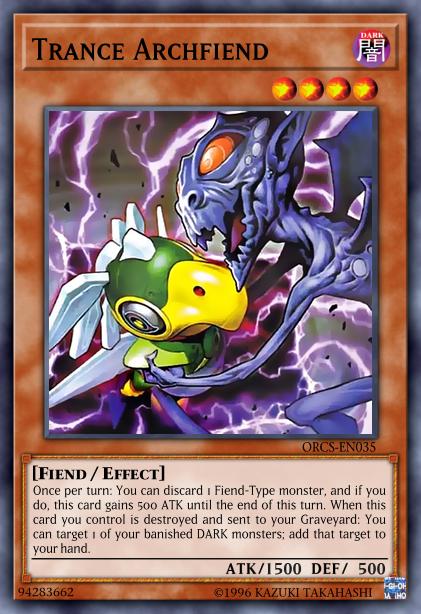 Trance Archfiend
DARK
闇
ORCS-EN035
[Fiend / Effect]
Once per turn: You can discard 1 Fiend-Type monster, and if you
do, this card gains 500 ATK until the end of this turn. When this
card you control is destroyed and sent to your Graveyard: You
can target 1 of your banished DARK monsters; add that target to
your hand.
ATK/1500 DEF/ 500
94283662
©1996 KAZUKI TAKAHASHI